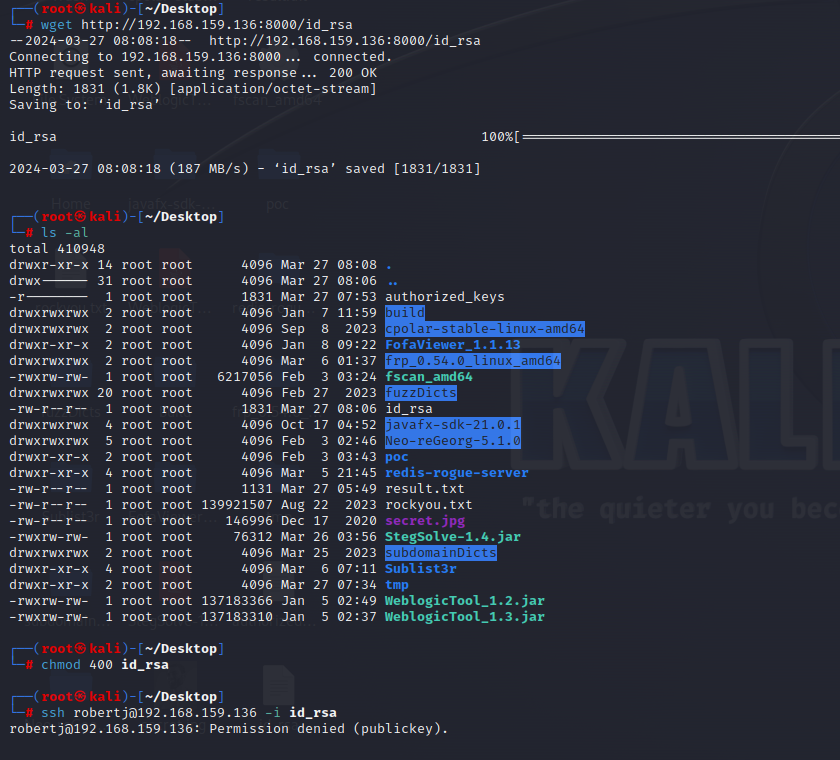 ┌──(root㉿kali)-[~/Desktop]
└─# wget http://192.168.159.136:8000/id_rsa
--2024-03-27 08:08:18--  http://192.168.159.136:8000/id_rsa
Connecting to 192.168.159.136:8000... connected.
HTTP request sent, awaiting response... 200 OK
Length: 1831 (1.8K) [application/octet-stream]
Saving to: ‘id_rsa’
id_rsa 100%[
2024-03-27 08:08:18 (187 MB/s) - ‘id_rsa’ saved [1831/1831]
┌──(root㉿kali)-[~/Desktop]
└─# ls -al
total 410948
drwxr-xr-x 14 root root      4096 Mar 27 08:08 .
drwx------ 31 root root      4096 Mar 27 08:06 ..
-r--------  1 root root      1831 Mar 27 07:53 authorized_keys
drwxrwxrwx  2 root root      4096 Jan  7 11:59 build
drwxrwxrwx  2 root root      4096 Sep  8  2023 cpolar-stable-linux-amd64
drwxr-xr-x  2 root root      4096 Jan  8 09:22 FofaViewer_1.1.13
drwxrwxrwx  2 root root      4096 Mar  6 01:37 frp_0.54.0_linux_amd64
-rwxrw-rw-  1 root root   6217056 Feb  3 03:24 fscan_amd64
drwxrwxrwx 20 root root      4096 Feb 27  2023 fuzzDicts
-rw-r--r--  1 root root      1831 Mar 27 08:06 id_rsa
drwxrwxrwx  4 root root      4096 Oct 17 04:52 javafx-sdk-21.0.1
drwxrwxrwx  5 root root      4096 Feb  3 02:46 Neo-reGeorg-5.1.0
drwxr-xr-x  2 root root      4096 Feb  3 03:43 poc
drwxr-xr-x  4 root root      4096 Mar  5 21:45 redis-rogue-server
-rw-r--r--  1 root root      1131 Mar 27 05:49 result.txt
-rw-r--r--  1 root root 139921507 Aug 22  2023 rockyou.txt
-rw-r--r--  1 root root    146996 Dec 17  2020 secret.jpg
-rwxrw-rw-  1 root root     76312 Mar 26 03:56 StegSolve-1.4.jar
drwxrwxrwx  2 root root      4096 Mar 25  2023 subdomainDicts
drwxr-xr-x  4 root root      4096 Mar  6 07:11 Sublist3r
drwxr-xr-x  2 root root      4096 Mar 27 07:34 tmp
-rwxrw-rw-  1 root root 137183366 Jan  5 02:49 WeblogicTool_1.2.jar
-rwxrw-rw-  1 root root 137183310 Jan  5 02:37 WeblogicTool_1.3.jar
┌──(root㉿kali)-[~/Desktop]
└─# chmod 400 id_rsa
┌──(root㉿kali)-[~/Desktop]
└─# ssh robertj@192.168.159.136 -i id_rsa
robertj@192.168.159.136: Permission denied (publickey).
KALI
"the quieter you bec
Home
javafx-sdk-
poc
fscan_amd64